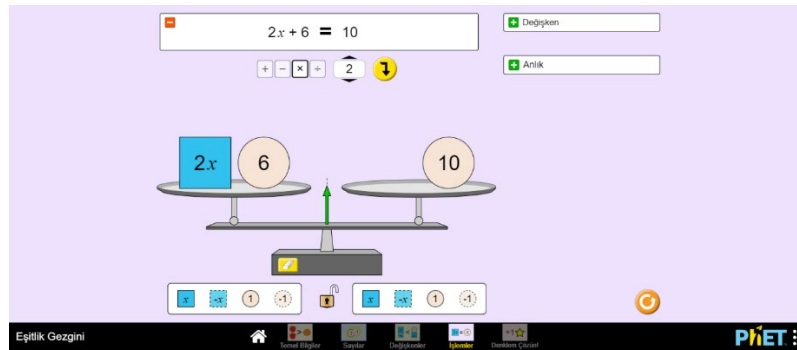 2x + 6 = 10
Değişken
+ − × ÷ 2
Anlık
2x 6 10
x -x 1 -1 x -x 1 -1
Eşitlik Gezgini
Temel Bilgiler Sayılar Değişkenler İşlemler Denklem Çözün!
PhET